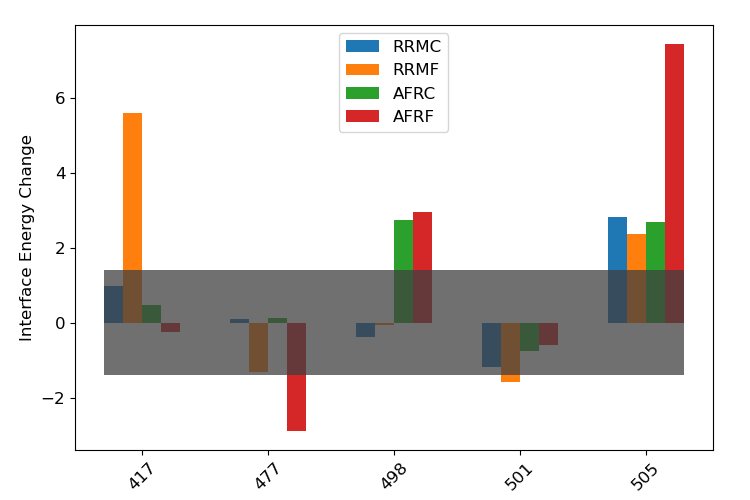 RRMC
RRMF
AFRC
AFRF
Interface Energy Change
6
4
2
0
−2
417
477
498
501
505